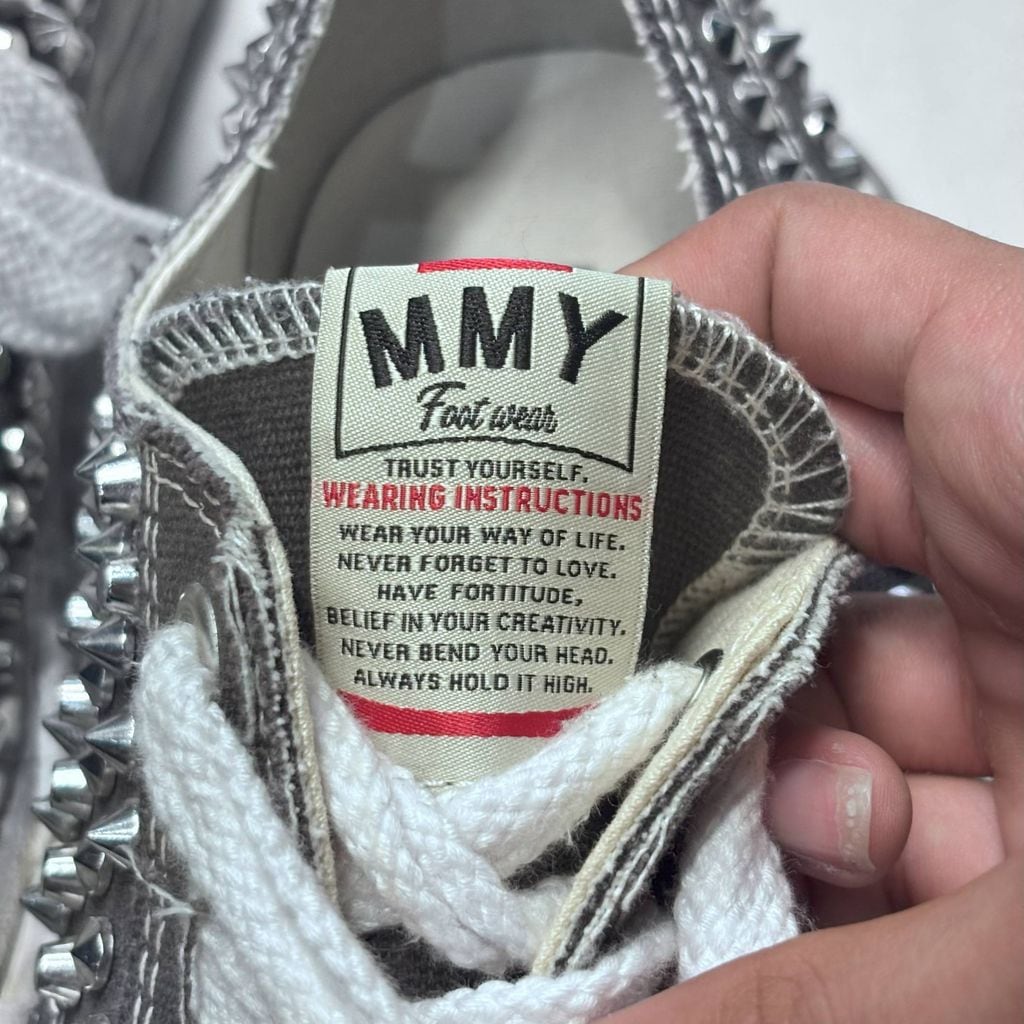 MMY
Foot wear
TRUST YOURSELF.
WEARING INSTRUCTIONS
WEAR YOUR WAY OF LIFE.
NEVER FORGET TO LOVE.
HAVE FORTITUDE,
BELIEF IN YOUR CREATIVITY.
NEVER BEND YOUR HEAD.
ALWAYS HOLD IT HIGH.